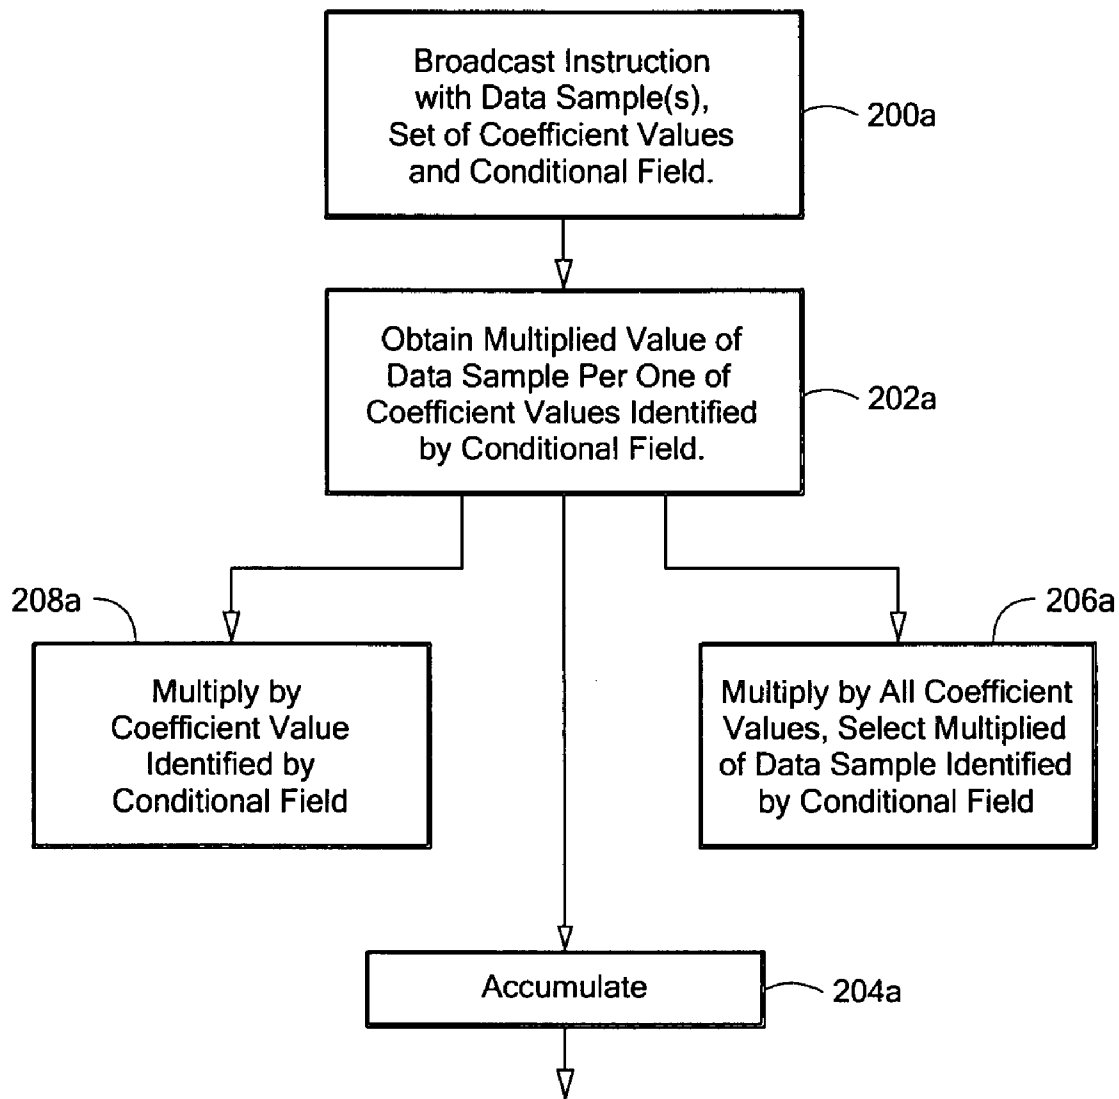 Broadcast Instruction
with Data Sample(s),
Set of Coefficient Values
and Conditional Field.
200a
Obtain Multiplied Value of
Data Sample Per One of
Coefficient Values Identified
by Conditional Field.
202a
208a
Multiply by
Coefficient Value
Identified by
Conditional Field
206a
Multiply by All Coefficient
Values, Select Multiplied
of Data Sample Identified
by Conditional Field
Accumulate
204a